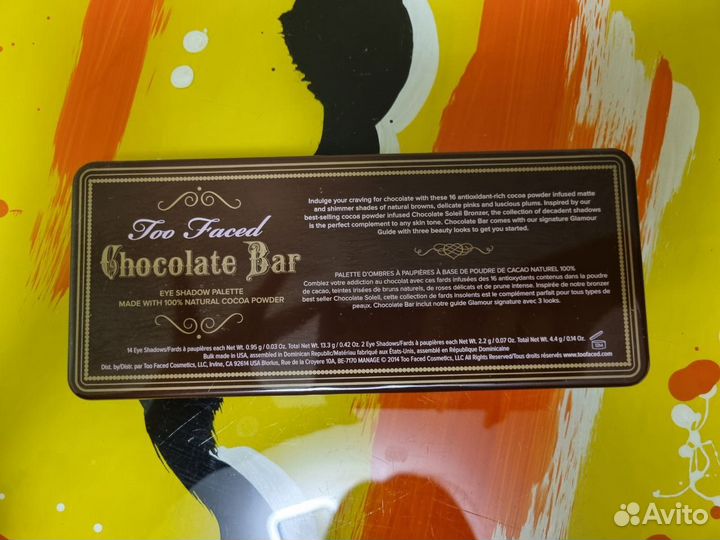 Too Faced
Chocolate Bar
EYE SHADOW PALETTE
MADE WITH 100% NATURAL COCOA POWDER
Indulge your craving for chocolate with these 16 antioxidant-rich cocoa powder infused matte
and shimmer shades of natural browns, delicate pinks and luscious plums. Inspired by our
best-selling cocoa powder infused Chocolate Soleil Bronzer, the collection of decadent shadows
is the perfect complement to any skin tone. Chocolate Bar comes with our signature Glamour
Guide with three beauty looks to get you started.
PALETTE D'OMBRES À PAUPIÈRES À BASE DE POUDRE DE CACAO NATUREL 100%
Comblez votre addiction au chocolat avec ces fards infusées des 16 antioxydants contenus dans la poudre
de cacao, teintes irisées de bruns naturels, de roses délicats et de prune intense. Inspirée de notre bronzer
best seller Chocolate Soleil, cette collection de fards insolents est le complément parfait pour tous types de
peaux. Chocolate Bar inclut notre guide Glamour signature avec 3 looks.
14 Eye Shadows/Fards à paupières each Net Wt. 0.95 g / 0.03 Oz. Total Net Wt. 13.3 g / 0.42 Oz. 2 Eye Shadows/Fards à paupières each Net Wt. 2.2 g / 0.07 Oz. Total Net Wt. 4.4 g / 0.14 Oz.
Bulk made in USA, assembled in Dominican Republic/Matériau fabriqué aux États-Unis, assemblé en République Dominicaine
Dist. by/Distr. par Too Faced Cosmetics, LLC, Irvine, CA 92614 USA Blorius, Rue de la Croyere 10A, BE-7170 MANAGE © 2014 Too Faced Cosmetics, LLC All Rights Reserved/Tous droits réservés www.toofaced.com
12M
Avito